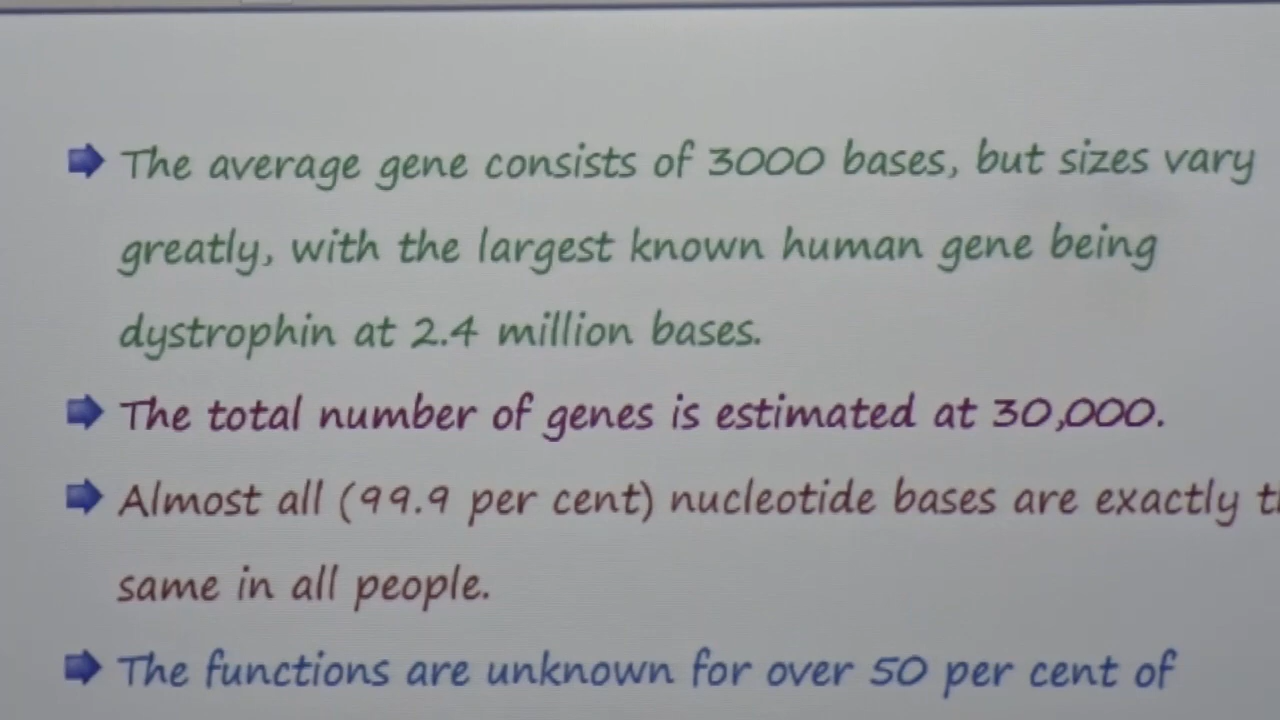 The average gene consists of 3000 bases, but sizes vary
greatly, with the largest known human gene being
dystrophin at 2.4 million bases.
The total number of genes is estimated at 30,000.
Almost all (99.9 per cent) nucleotide bases are exactly
same in all people.
The functions are unknown for over 50 per cent of